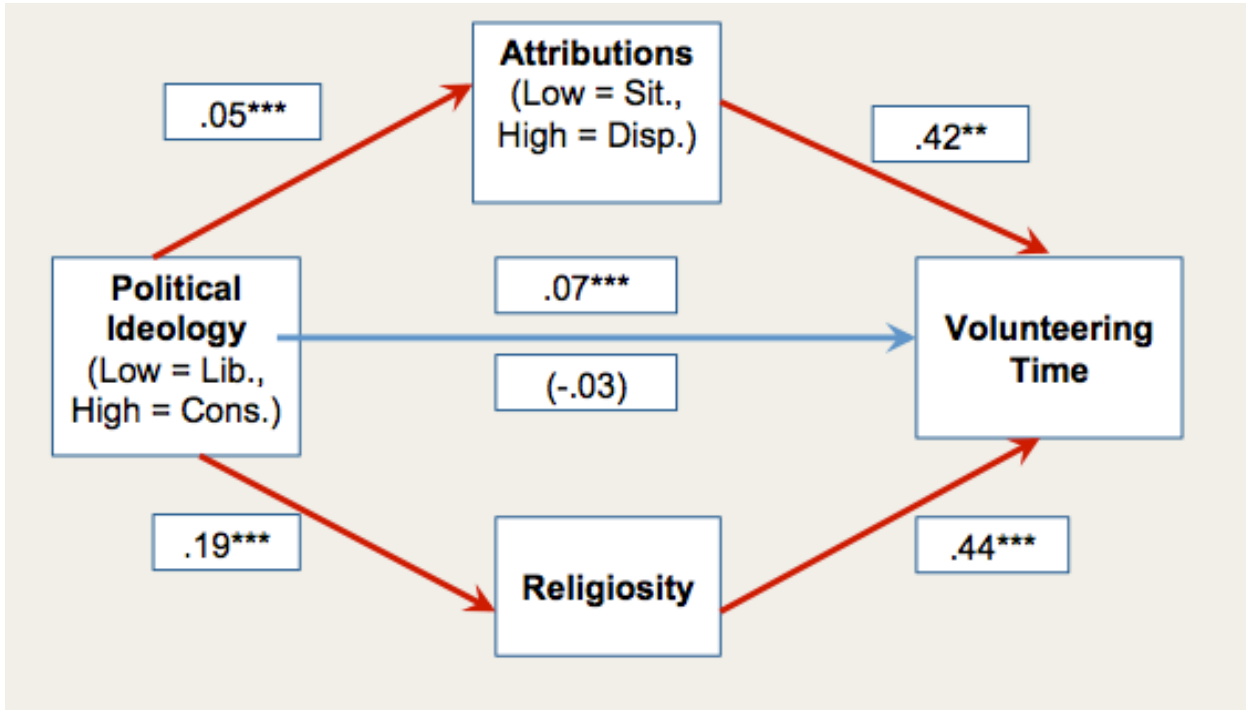 Attributions
(Low = Sit.,
High = Disp.)
.05***
.42**
Political
Ideology
(Low = Lib.,
High = Cons.)
.07***
(-.03)
Volunteering
Time
.19***
Religiosity
.44***